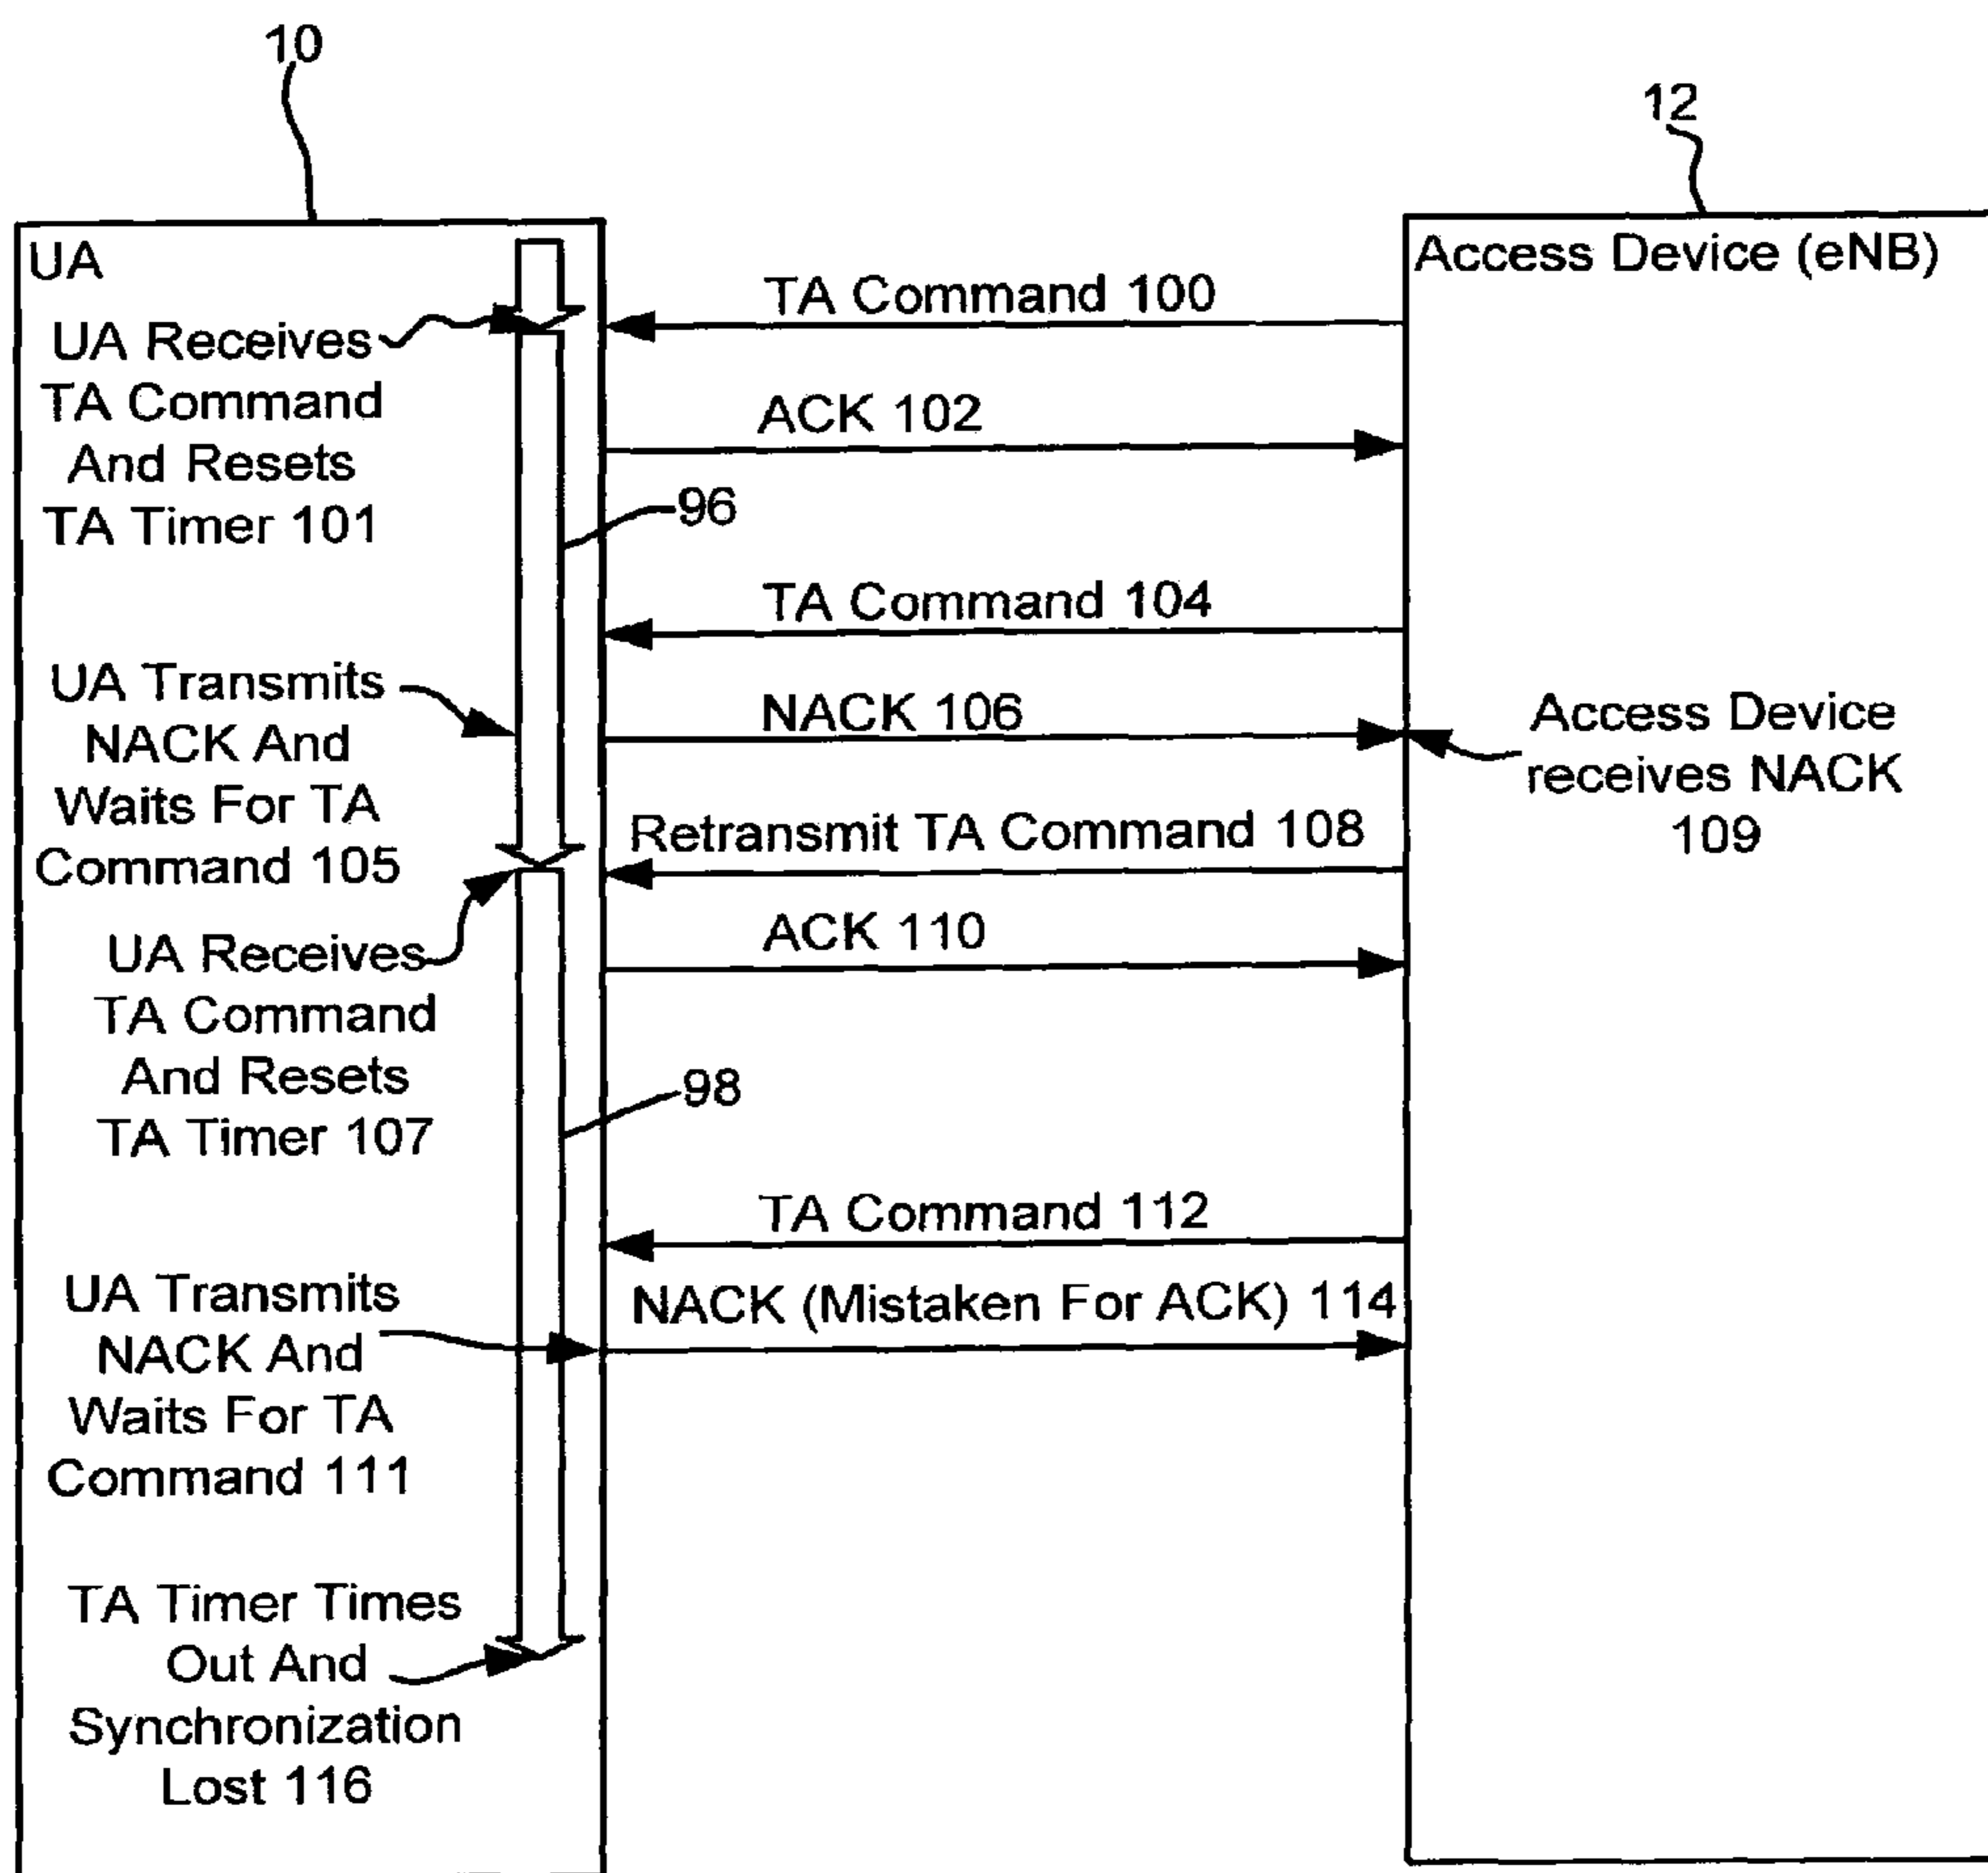 10
12
UA
Access Device (eNB)
TA Command 100
UA Receives
TA Command
And Resets
TA Timer 101
ACK 102
96
TA Command 104
UA Transmits
NACK And
Waits For TA
Command 105
NACK 106
Access Device
receives NACK
109
Retransmit TA Command 108
ACK 110
UA Receives
TA Command
And Resets
TA Timer 107
98
TA Command 112
UA Transmits
NACK And
Waits For TA
Command 111
NACK (Mistaken For ACK) 114
TA Timer Times
Out And
Synchronization
Lost 116